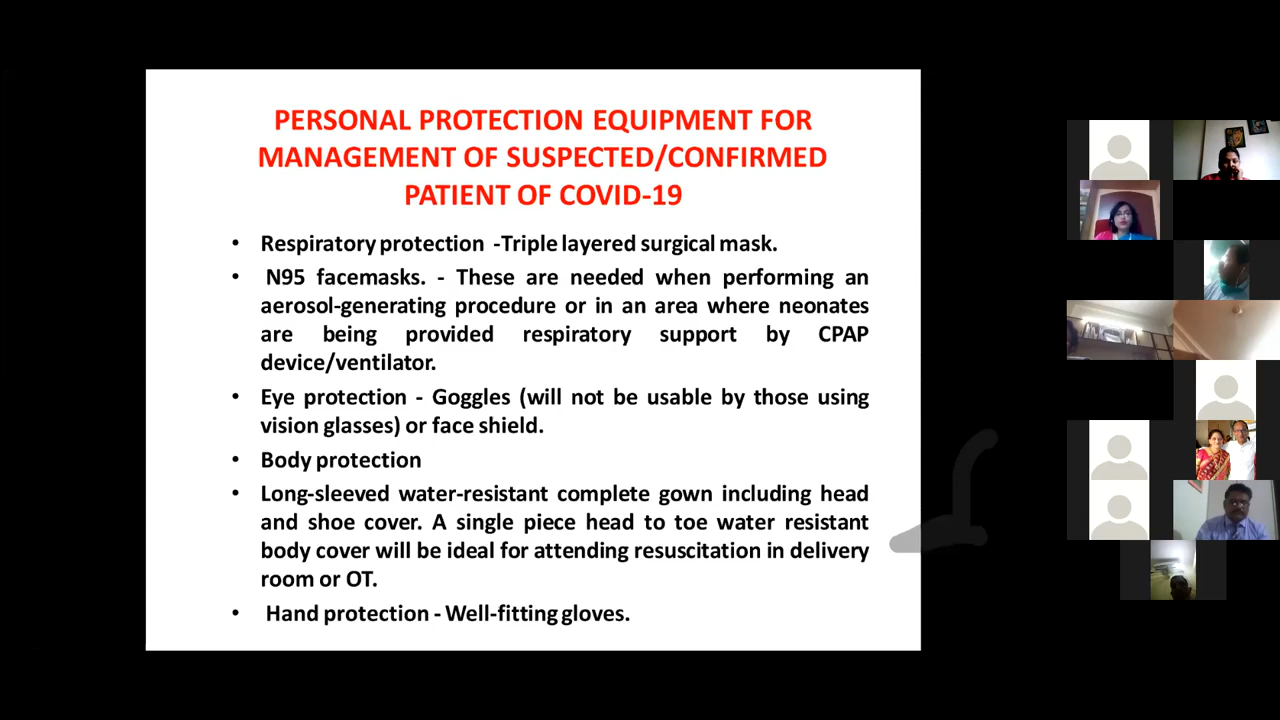 PERSONAL PROTECTION EQUIPMENT FOR
MANAGEMENT OF SUSPECTED/CONFIRMED
PATIENT OF COVID-19
• Respiratory protection -Triple layered surgical mask.
• N95 facemasks. - These are needed when performing an
aerosol-generating procedure or in an area where neonates
are being provided respiratory support by CPAP
device/ventilator.
• Eye protection - Goggles (will not be usable by those using
vision glasses) or face shield.
• Body protection
• Long-sleeved water-resistant complete gown including head
and shoe cover. A single piece head to toe water resistant
body cover will be ideal for attending resuscitation in delivery
room or OT.
• Hand protection - Well-fitting gloves.